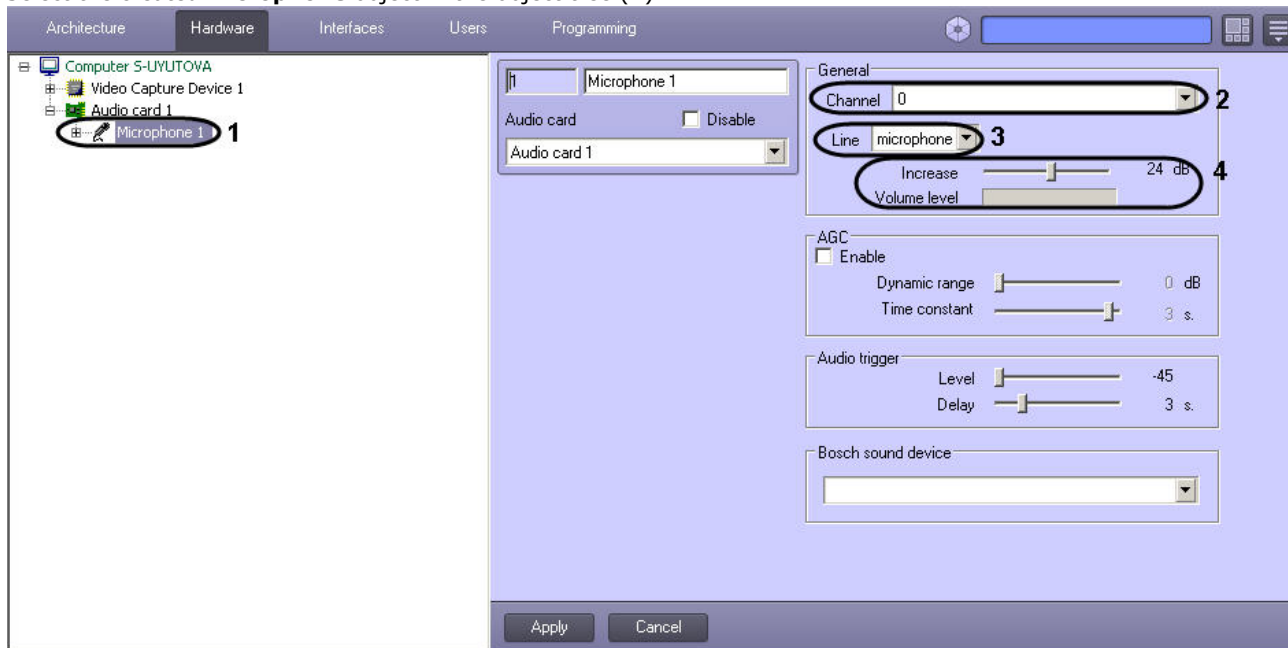 Architecture Hardware Interfaces Users Programming
Computer S-UYUTOVA
Video Capture Device 1
Audio card 1
Microphone 1 1
1 Microphone 1
Audio card Disable
Audio card 1
General
Channel 0 2
Line microphone 3
Increase 24 dB 4
Volume level
AGC
Enable
Dynamic range 0 dB
Time constant 3 s.
Audio trigger
Level -45
Delay 3 s.
Bosch sound device
Apply Cancel